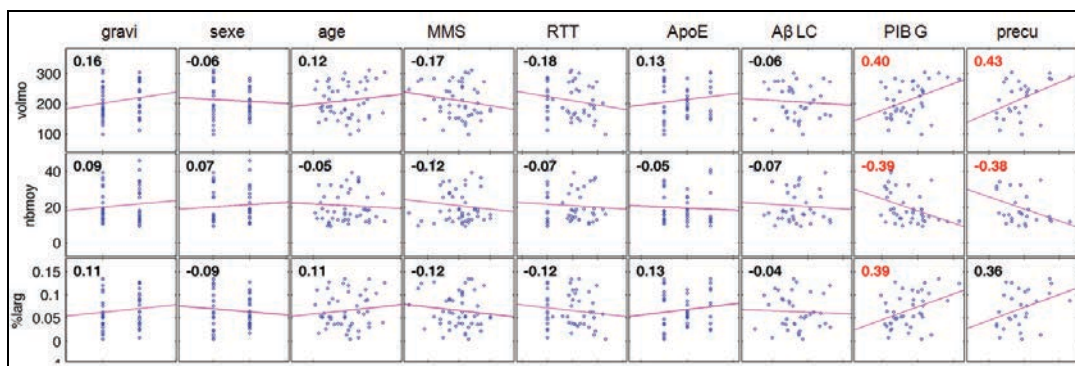 gravi sexe age MMS RTT ApoE Aβ LC PIB G precu
0.16 -0.06 0.12 -0.17 -0.18 0.13 -0.06 0.40 0.43
volmo
300
200
100
0.09 0.07 -0.05 -0.12 -0.07 -0.05 -0.07 -0.39 -0.38
nbmoy
40
20
0
0.11 -0.09 0.11 -0.12 -0.12 0.13 -0.04 0.39 0.36
%larg
0.15
0.1
0.05
0